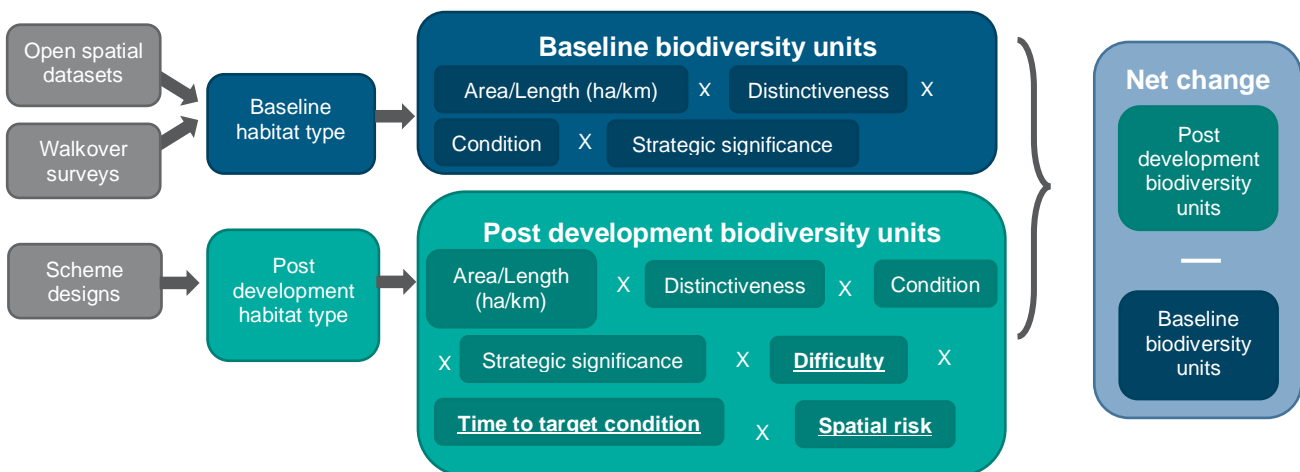 Open spatial
datasets
Walkover
surveys
Baseline
habitat type
Baseline biodiversity units
Area/Length (ha/km) X Distinctiveness X
Condition X Strategic significance
Scheme
designs
Post
development
habitat type
Post development biodiversity units
Area/Length
(ha/km)
X Distinctiveness X Condition
X Strategic significance X Difficulty X
Time to target condition X Spatial risk
Net change
Post
development
biodiversity
units
—
Baseline
biodiversity
units